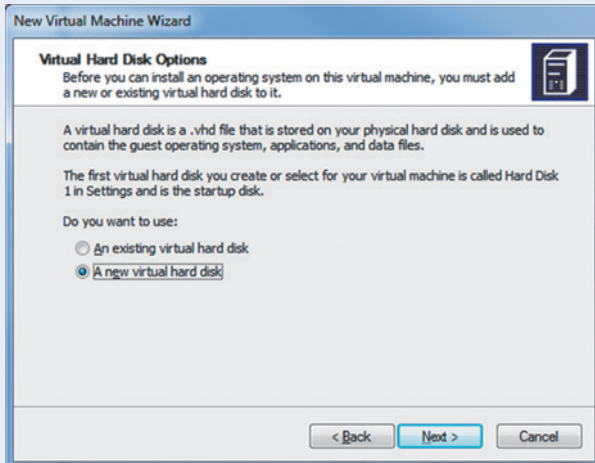 New Virtual Machine Wizard
Virtual Hard Disk Options
Before you can install an operating system on this virtual machine, you must add
a new or existing virtual hard disk to it.
A virtual hard disk is a .vhd file that is stored on your physical hard disk and is used to
contain the guest operating system, applications, and data files.
The first virtual hard disk you create or select for your virtual machine is called Hard Disk
1 in Settings and is the startup disk.
Do you want to use:
An existing virtual hard disk
A new virtual hard disk
< Back Next > Cancel